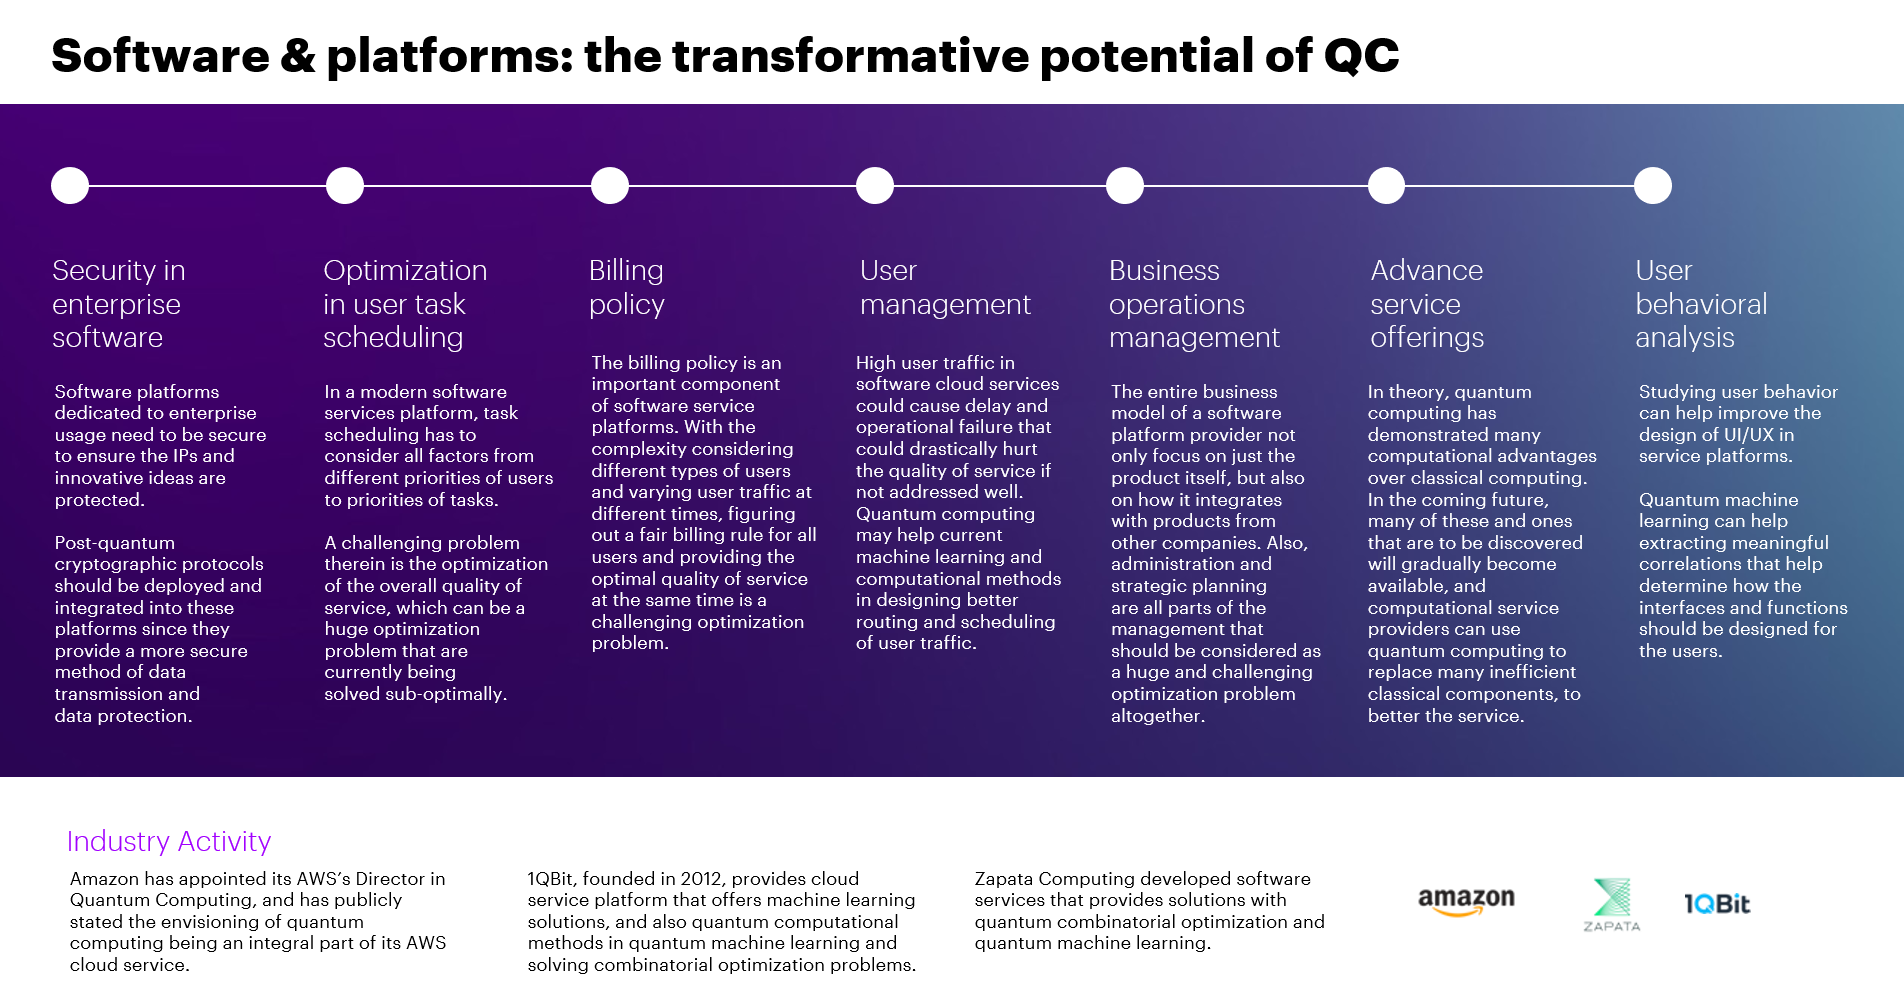 Software & platforms: the transformative potential of QC
Security in
enterprise
software
Software platforms
dedicated to enterprise
usage need to be secure
to ensure the IPs and
innovative ideas are
protected.
Post-quantum
cryptographic protocols
should be deployed and
integrated into these
platforms since they
provide a more secure
method of data
transmission and
data protection.
Optimization
in user task
scheduling
In a modern software
services platform, task
scheduling has to
consider all factors from
different priorities of users
to priorities of tasks.
A challenging problem
therein is the optimization
of the overall quality of
service, which can be a
huge optimization
problem that are
currently being
solved sub-optimally.
Billing
policy
The billing policy is an
important component
of software service
platforms. With the
complexity considering
different types of users
and varying user traffic at
different times, figuring
out a fair billing rule for all
users and providing the
optimal quality of service
at the same time is a
challenging optimization
problem.
User
management
High user traffic in
software cloud services
could cause delay and
operational failure that
could drastically hurt
the quality of service if
not addressed well.
Quantum computing
may help current
machine learning and
computational methods
in designing better
routing and scheduling
of user traffic.
Business
operations
management
The entire business
model of a software
platform provider not
only focus on just the
product itself, but also
on how it integrates
with products from
other companies. Also,
administration and
strategic planning
are all parts of the
management that
should be considered as
a huge and challenging
optimization problem
altogether.
Advance
service
offerings
In theory, quantum
computing has
demonstrated many
computational advantages
over classical computing.
In the coming future,
many of these and ones
that are to be discovered
will gradually become
available, and
computational service
providers can use
quantum computing to
replace many inefficient
classical components, to
better the service.
User
behavioral
analysis
Studying user behavior
can help improve the
design of UI/UX in
service platforms.
Quantum machine
learning can help
extracting meaningful
correlations that help
determine how the
interfaces and functions
should be designed for
the users.
Industry Activity
Amazon has appointed its AWS’s Director in
Quantum Computing, and has publicly
stated the envisioning of quantum
computing being an integral part of its AWS
cloud service.
1QBit, founded in 2012, provides cloud
service platform that offers machine learning
solutions, and also quantum computational
methods in quantum machine learning and
solving combinatorial optimization problems.
Zapata Computing developed software
services that provides solutions with
quantum combinatorial optimization and
quantum machine learning.
amazon
ZAPATA
1QBit